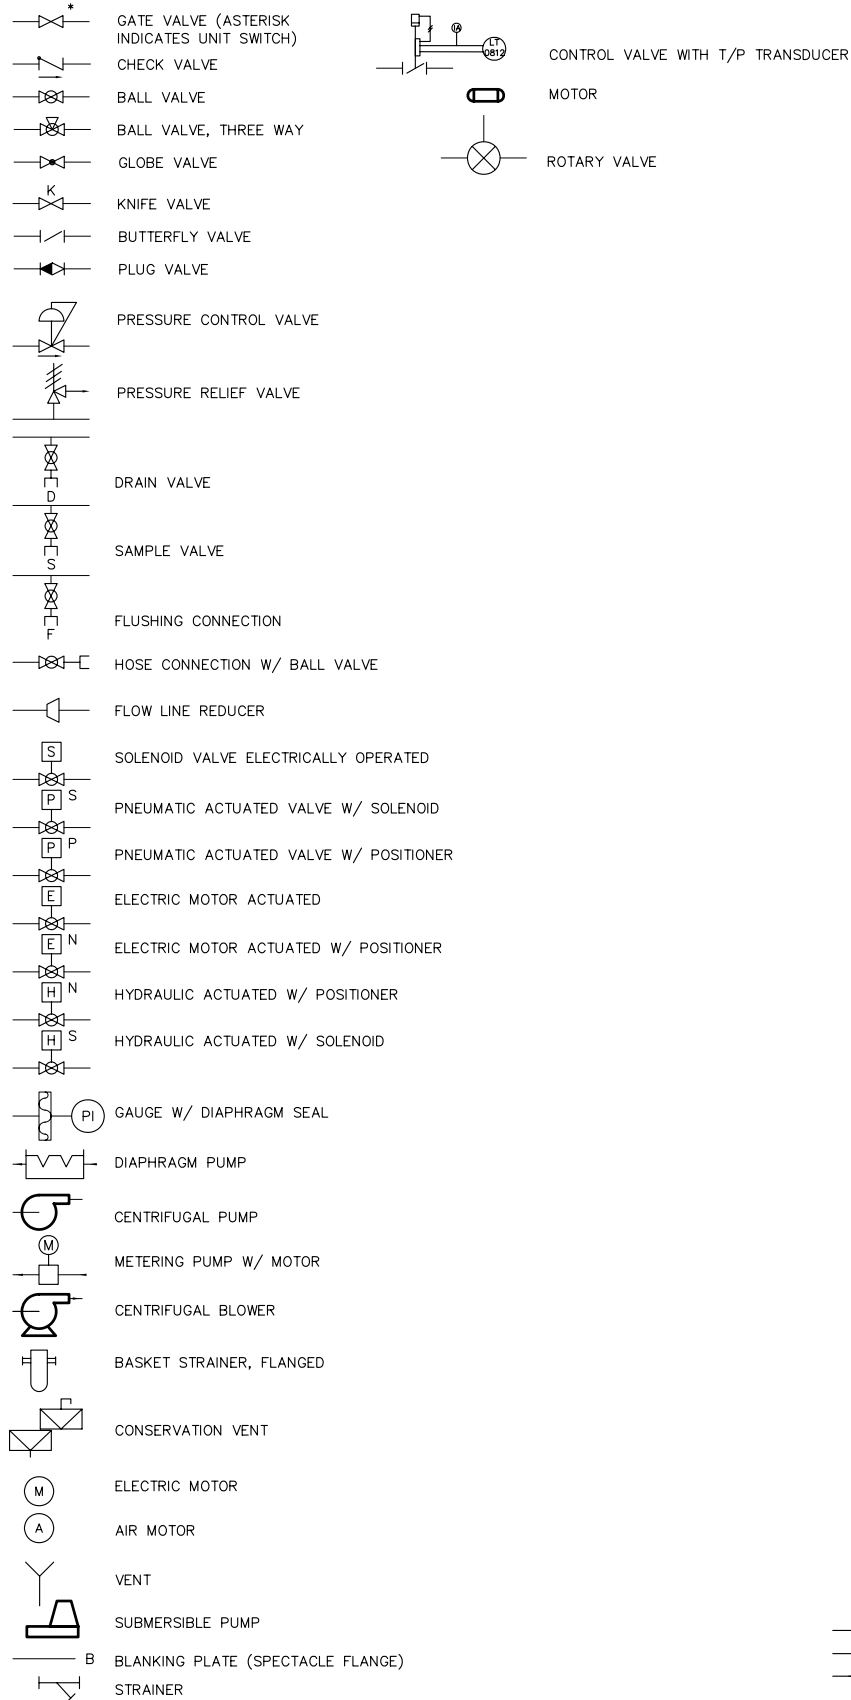 *
GATE VALVE (ASTERISK
INDICATES UNIT SWITCH)
CHECK VALVE
BALL VALVE
BALL VALVE, THREE WAY
GLOBE VALVE
K
KNIFE VALVE
BUTTERFLY VALVE
PLUG VALVE
PRESSURE CONTROL VALVE
PRESSURE RELIEF VALVE
DRAIN VALVE
D
SAMPLE VALVE
S
FLUSHING CONNECTION
F
HOSE CONNECTION W/ BALL VALVE
FLOW LINE REDUCER
S
SOLENOID VALVE ELECTRICALLY OPERATED
P S
PNEUMATIC ACTUATED VALVE W/ SOLENOID
P P
PNEUMATIC ACTUATED VALVE W/ POSITIONER
E
ELECTRIC MOTOR ACTUATED
E N
ELECTRIC MOTOR ACTUATED W/ POSITIONER
H N
HYDRAULIC ACTUATED W/ POSITIONER
H S
HYDRAULIC ACTUATED W/ SOLENOID
PI
GAUGE W/ DIAPHRAGM SEAL
DIAPHRAGM PUMP
CENTRIFUGAL PUMP
M
METERING PUMP W/ MOTOR
CENTRIFUGAL BLOWER
BASKET STRAINER, FLANGED
CONSERVATION VENT
M
ELECTRIC MOTOR
A
AIR MOTOR
VENT
SUBMERSIBLE PUMP
B
BLANKING PLATE (SPECTACLE FLANGE)
STRAINER
IA
LT
0812
CONTROL VALVE WITH T/P TRANSDUCER
MOTOR
ROTARY VALVE